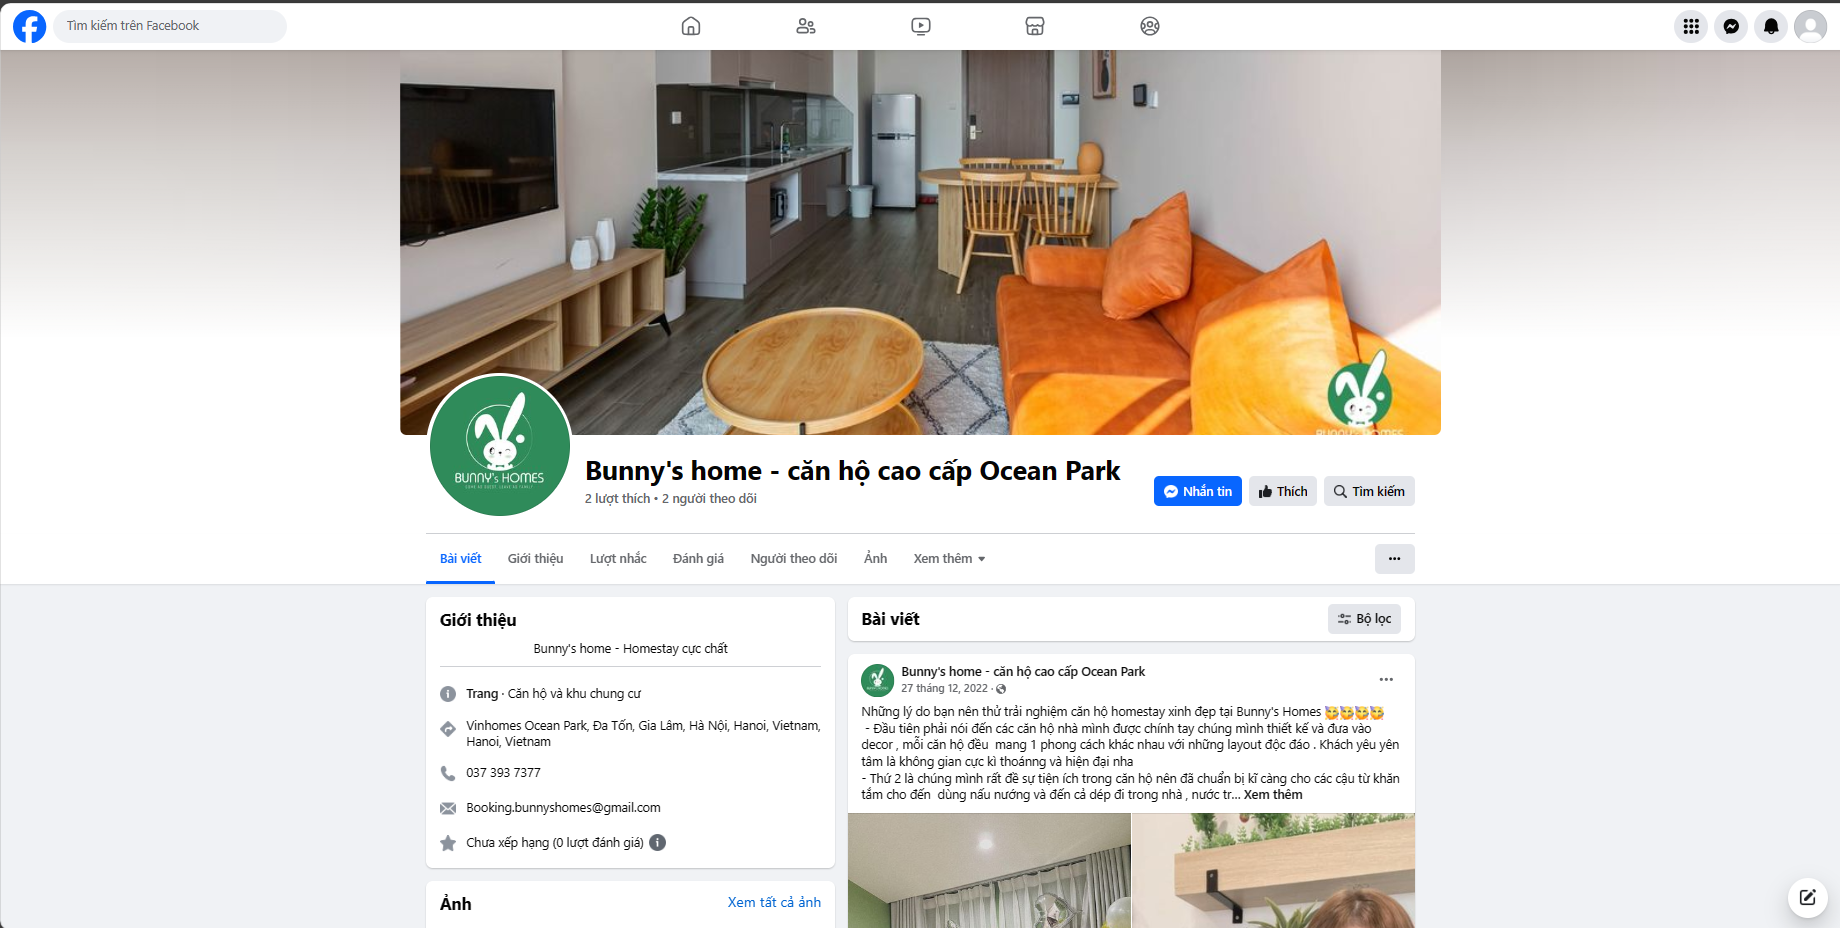 Tìm kiếm trên Facebook
BUNNY's HOMES
BUNNY's HOMES
Bunny's home - căn hộ cao cấp Ocean Park
2 lượt thích • 2 người theo dõi
Nhắn tin
Thích
Tìm kiếm
Bài viết
Giới thiệu
Lượt nhắc
Đánh giá
Người theo dõi
Ảnh
Xem thêm
Giới thiệu
Bunny's home - Homestay cực chất
Trang · Căn hộ và khu chung cư
Vinhomes Ocean Park, Đa Tốn, Gia Lâm, Hà Nội, Hanoi, Vietnam,
Hanoi, Vietnam
037 393 7377
Booking.bunnyshomes@gmail.com
Chưa xếp hạng (0 lượt đánh giá)
Ảnh
Xem tất cả ảnh
Bài viết
Bộ lọc
Bunny's home - căn hộ cao cấp Ocean Park
27 tháng 12, 2022 ·
Những lý do bạn nên thử trải nghiệm căn hộ homestay xinh đẹp tại Bunny's Homes 🥰🥰🥰🥰
- Đầu tiên phải nói đến các căn hộ nhà mình được chính tay chúng mình thiết kế và đưa vào
decor , mỗi căn hộ đều mang 1 phong cách khác nhau với những layout độc đáo . Khách yêu yên
tâm là không gian cực kì thoánng và hiện đại nha
- Thứ 2 là chúng mình rất đề sự tiện ích trong căn hộ nên đã chuẩn bị kĩ càng cho các cậu từ khăn
tắm cho đến dùng nấu nướng và đến cả dép đi trong nhà , nước tr... Xem thêm